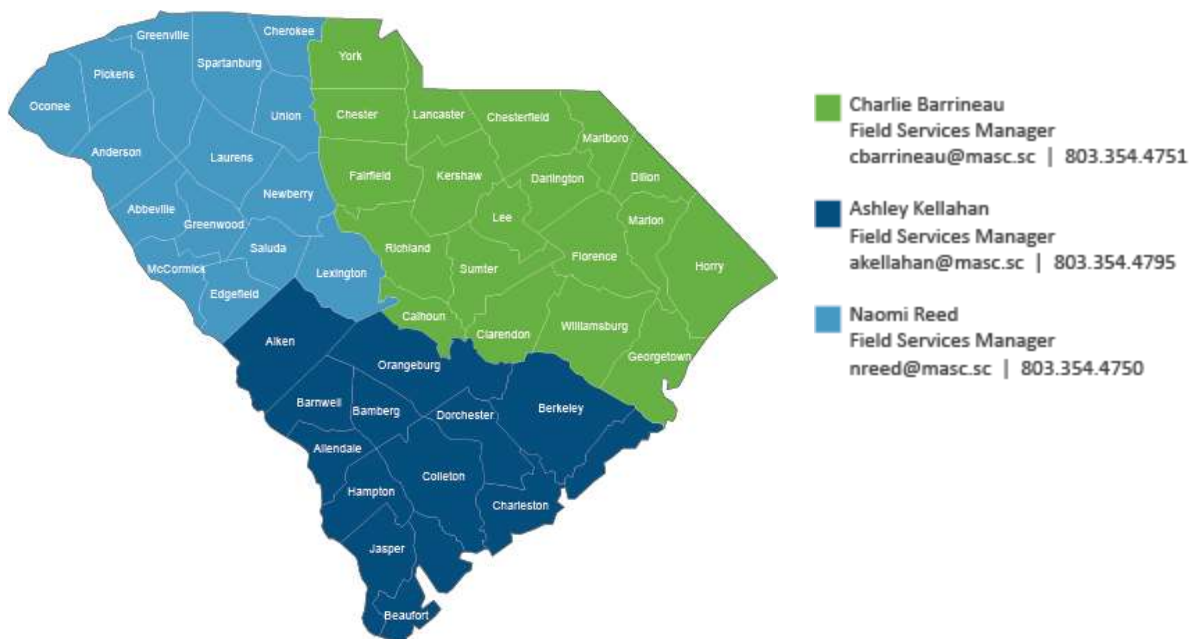 Cherokee
Greenville
York
Spartanburg
Pickens
Oconee
Union
Chester
Lancaster
Chesterfield
Marlboro
Anderson
Laurens
Fairfield
Kershaw
Darlington
Dillon
Newberry
Abbeville
Greenwood
Lee
Marion
Saluda
Richland
Florence
McCormick
Lexington
Sumter
Horry
Edgefield
Calhoun
Clarendon
Williamsburg
Aiken
Georgetown
Orangeburg
Barnwell
Bamberg
Dorchester
Berkeley
Allendale
Colleton
Hampton
Charleston
Jasper
Beaufort
Charlie Barrineau
Field Services Manager
cbarrineau@masc.sc | 803.354.4751
Ashley Kellahan
Field Services Manager
akellahan@masc.sc | 803.354.4795
Naomi Reed
Field Services Manager
nreed@masc.sc | 803.354.4750